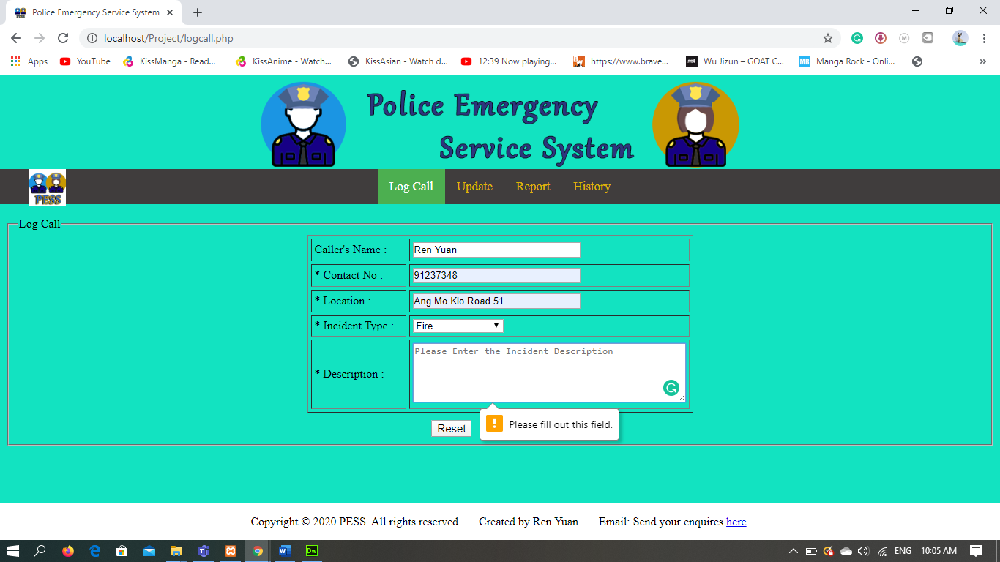 Police Emergency Service System
localhost/Project/logcall.php
Apps YouTube KissManga - Read... KissAnime - Watch... KissAsian - Watch d... 12:39 Now playing... https://www.brave... Wu Jizun – GOAT C... MR Manga Rock - Onli... »
Police Emergency
Service System
PESS Log Call Update Report History
Log Call
Caller's Name : Ren Yuan
* Contact No : 91237348
* Location : Ang Mo Kio Road 51
* Incident Type : Fire
* Description : Please Enter the Incident Description
Reset
Please fill out this field.
Copyright © 2020 PESS. All rights reserved. Created by Ren Yuan. Email: Send your enquires here.
Dw ENG 10:05 AM